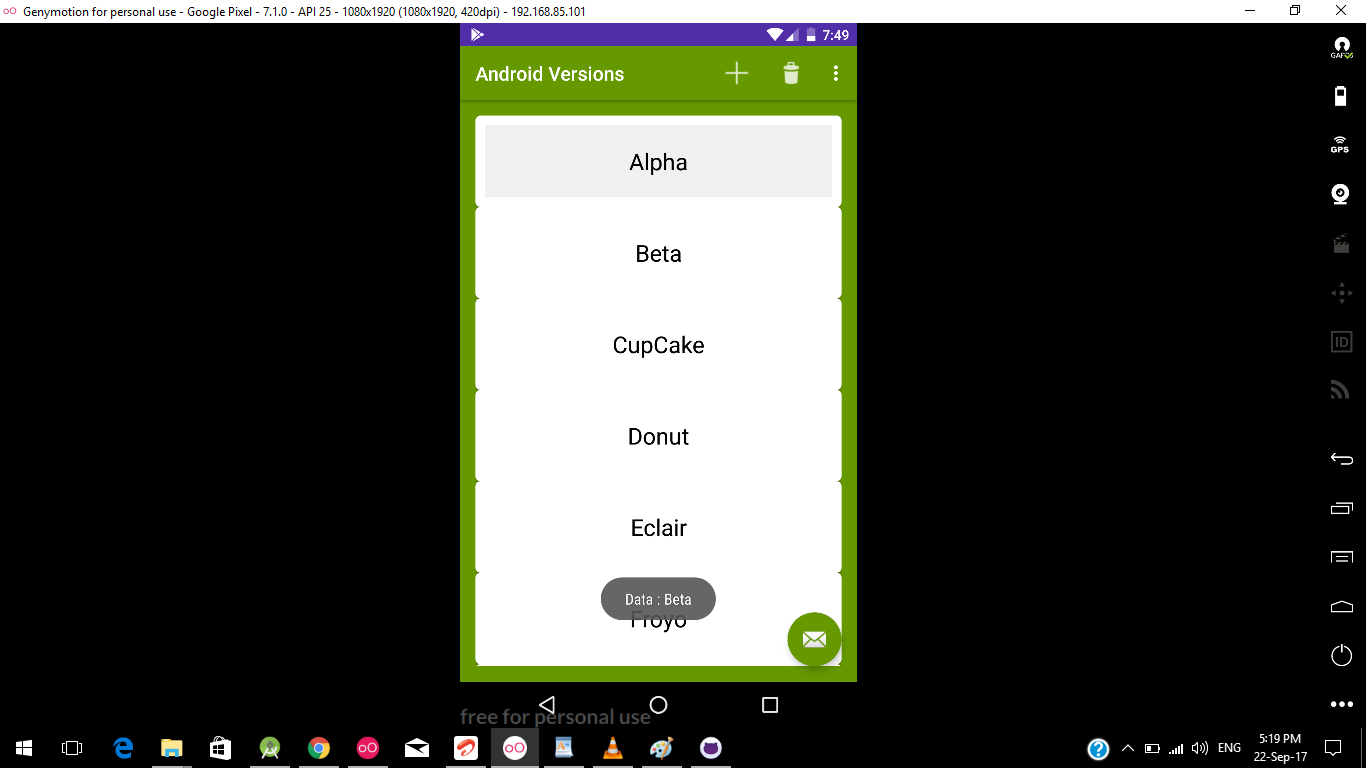 Genymotion for personal use - Google Pixel - 7.1.0 - API 25 - 1080x1920 (1080x1920, 420dpi) - 192.168.85.101
7:49
Android Versions
Alpha
Beta
CupCake
Donut
Eclair
Data : Beta
Froyo
free for personal use
GPS
ID
ENG
5:19 PM
22-Sep-17